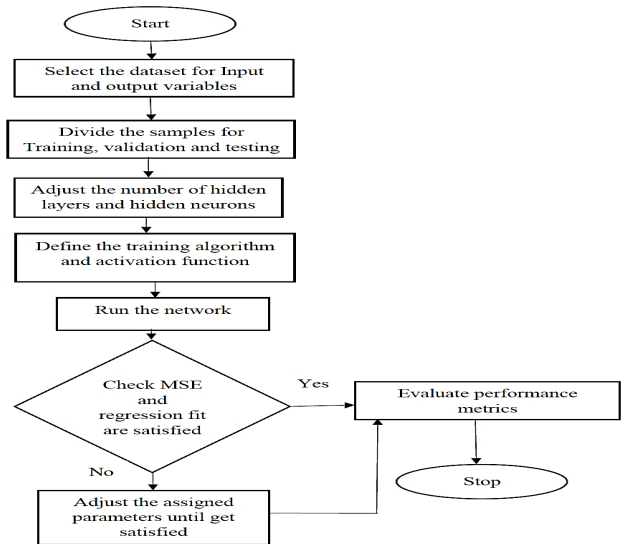 Start
Select the dataset for Input
and output variables
Divide the samples for
Training, validation and testing
Adjust the number of hidden
layers and hidden neurons
Define the training algorithm
and activation function
Run the network
Check MSE
and
regression fit
are satisfied
Yes
Evaluate performance
metrics
Stop
No
Adjust the assigned
parameters until get
satisfied